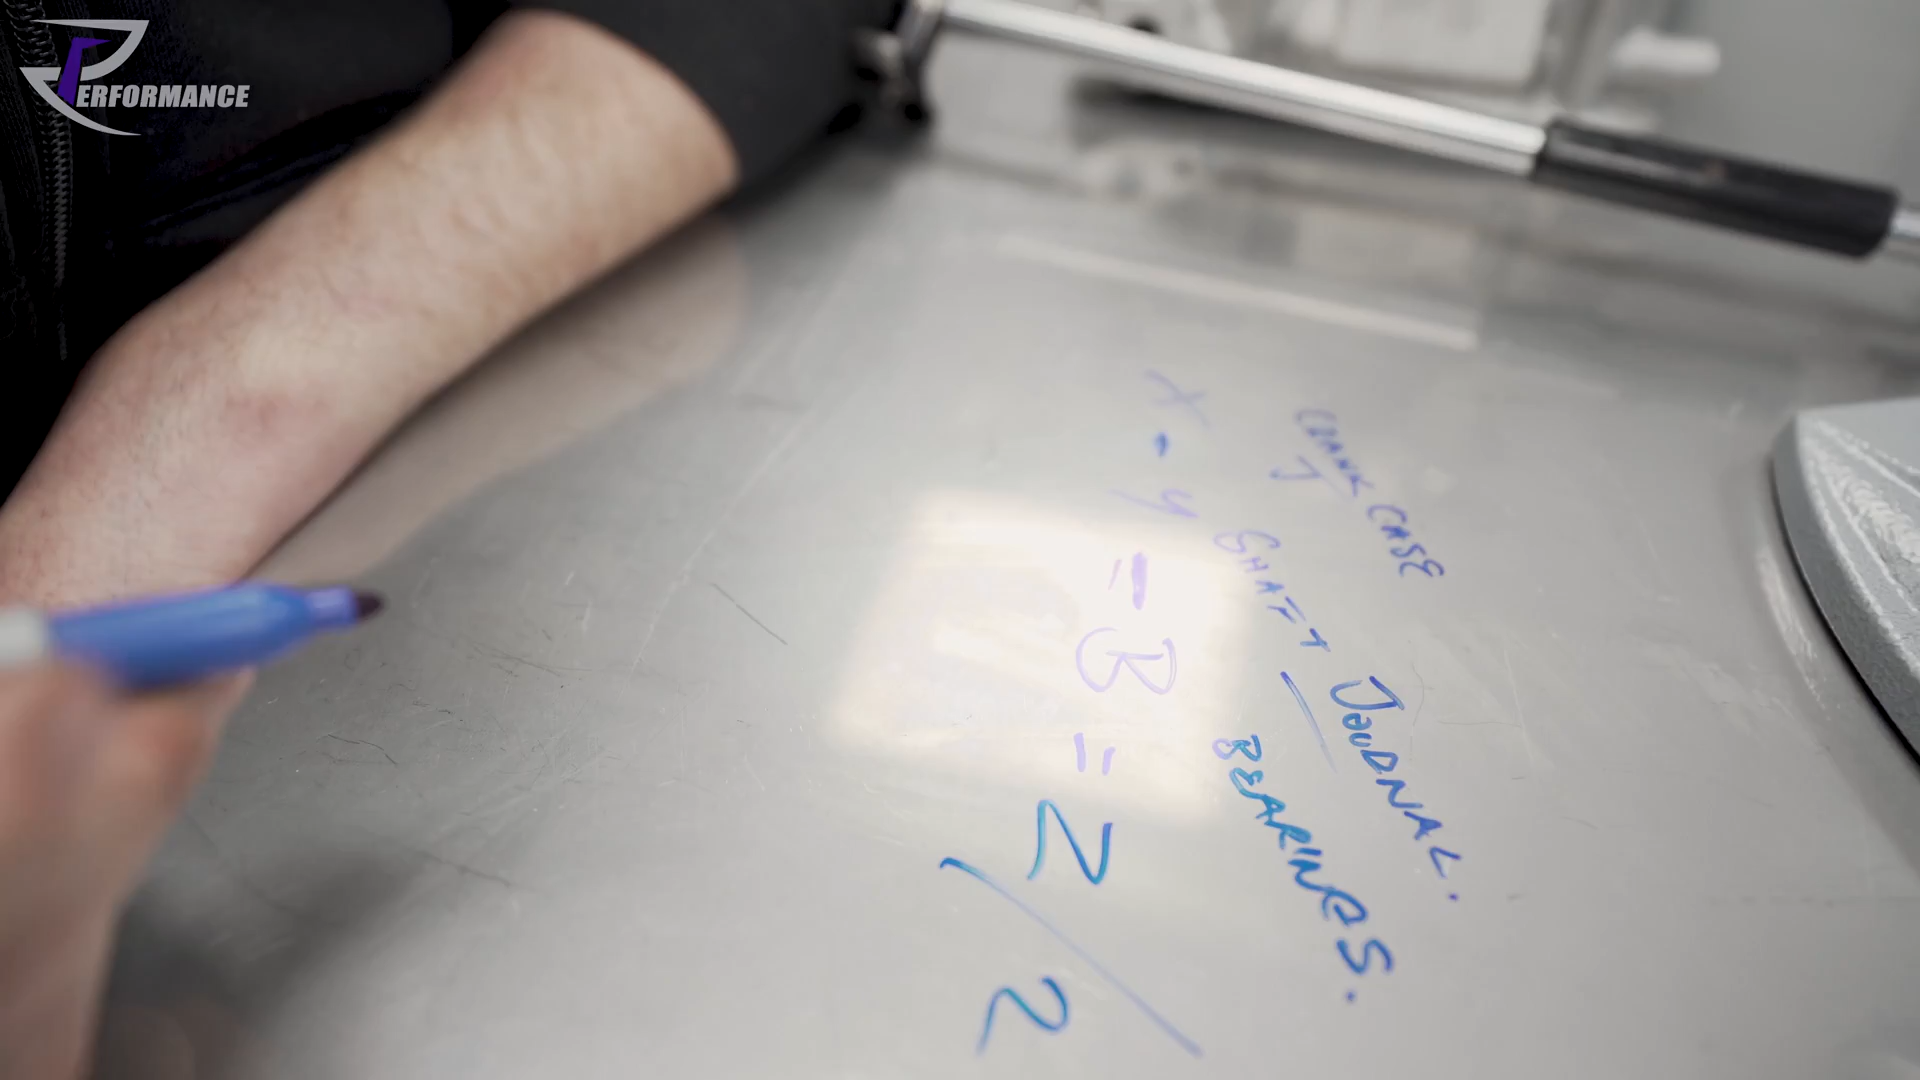 PERFORMANCE
CRANK CASE
J
SHAFT JOURNAL.
X - y = B = Z/2
BEARINGS.